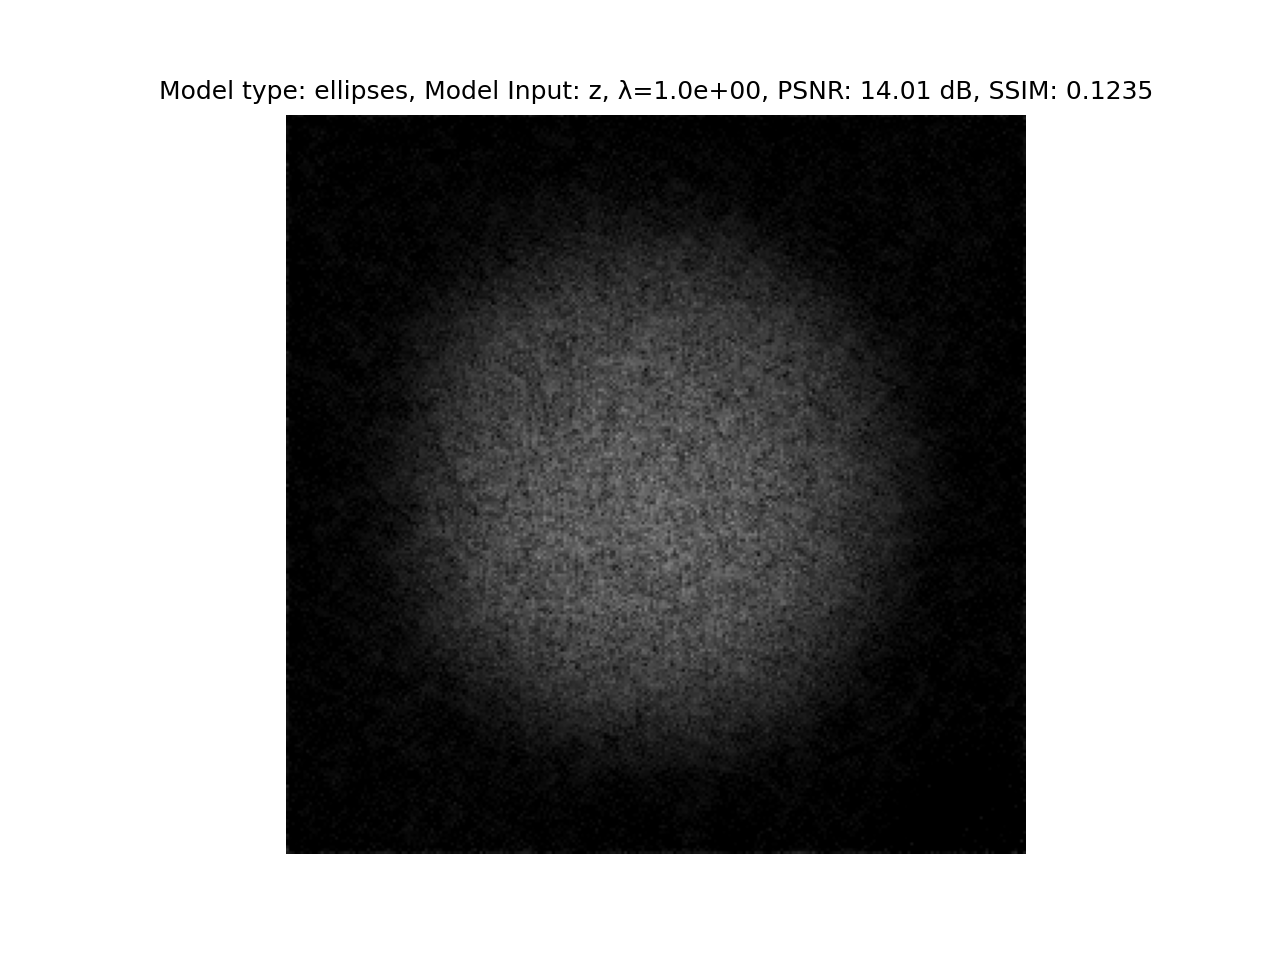 Model type: ellipses, Model Input: z, λ=1.0e+00, PSNR: 14.01 dB, SSIM: 0.1235